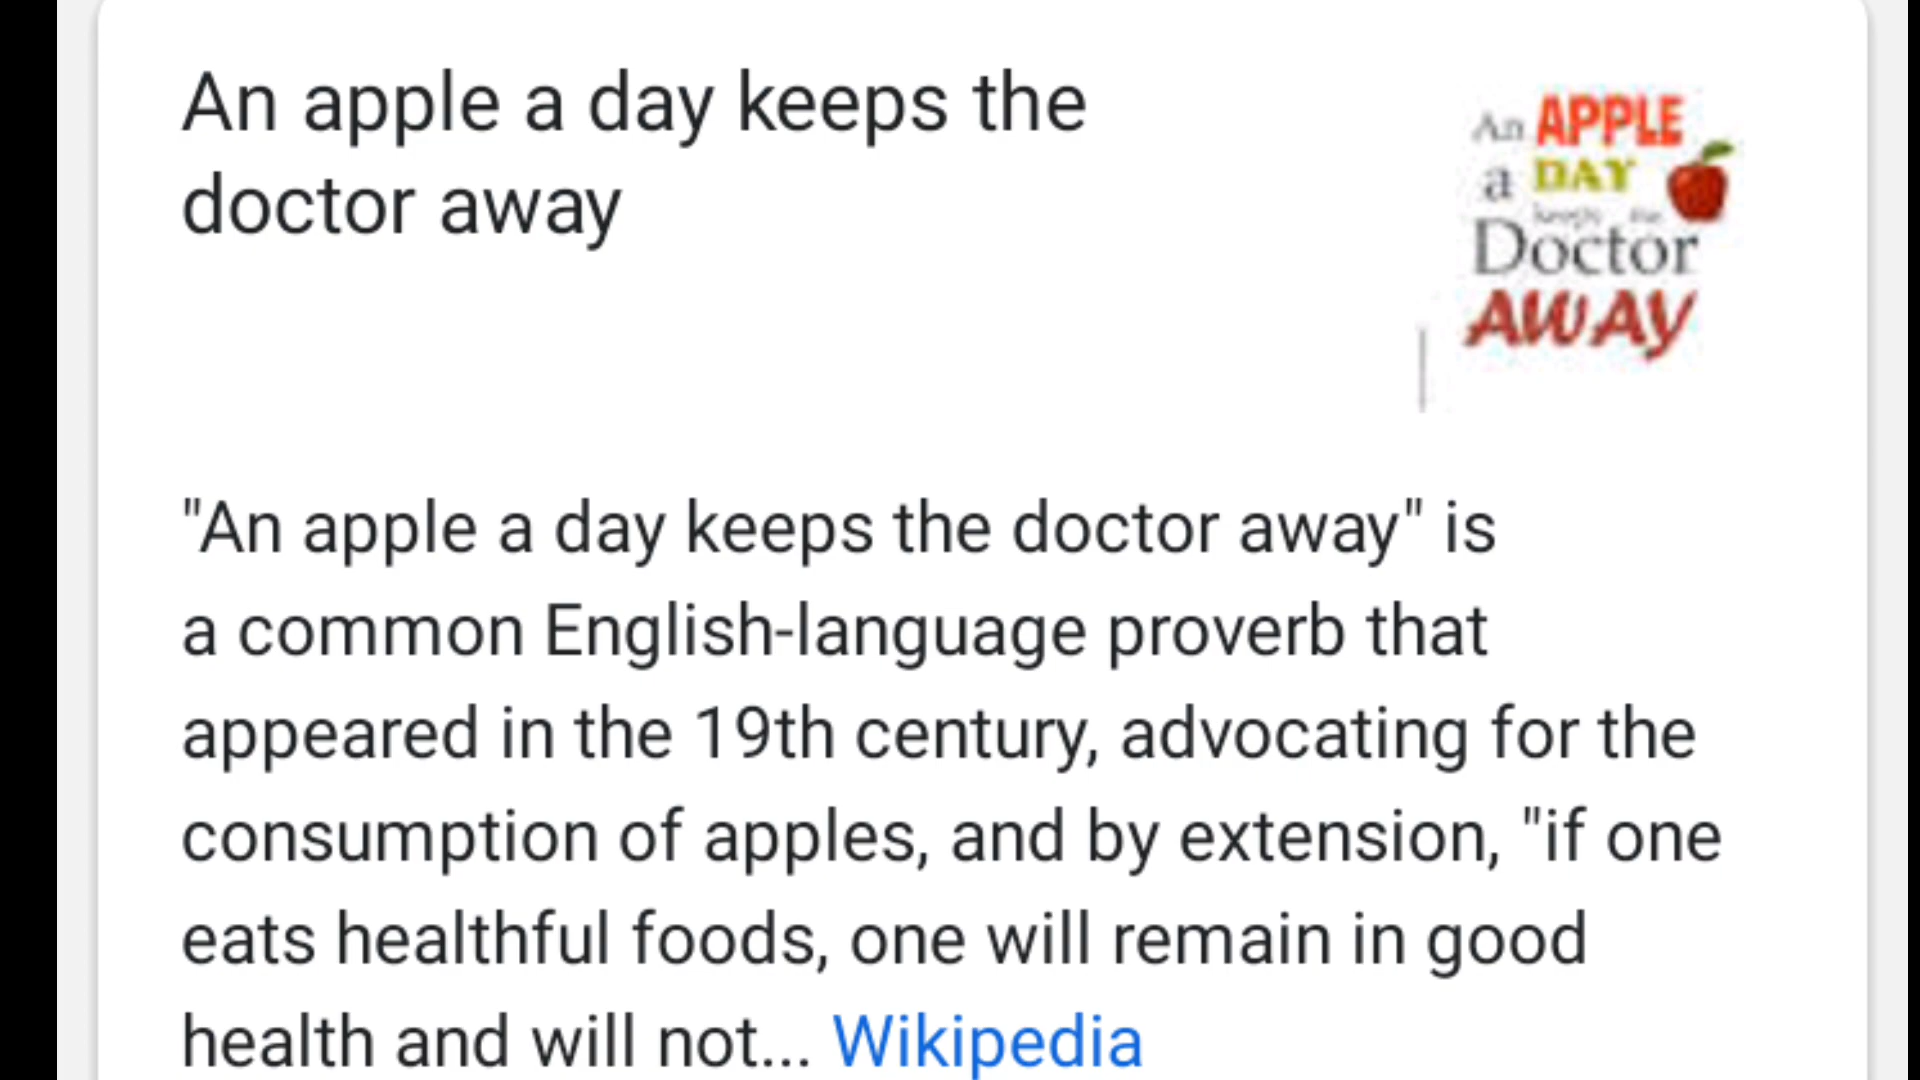 An apple a day keeps the
doctor away
An APPLE
a DAY
keeps the
Doctor
AWAY
"An apple a day keeps the doctor away" is
a common English-language proverb that
appeared in the 19th century, advocating for the
consumption of apples, and by extension, "if one
eats healthful foods, one will remain in good
health and will not... Wikipedia